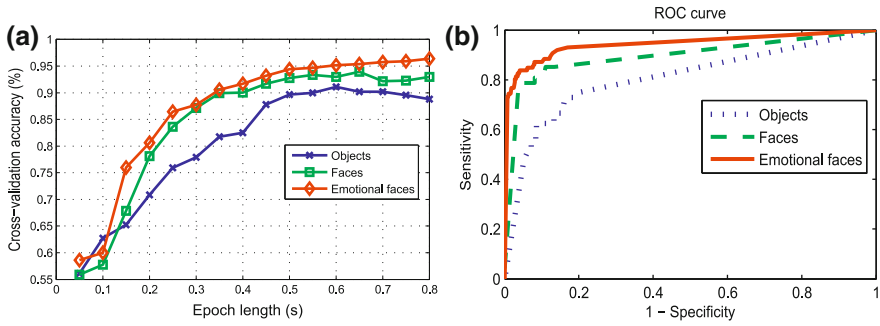 (a)
Cross-validation accuracy (%)
1
0.95
0.9
0.85
0.8
0.75
0.7
0.65
0.6
0.55
0
0.1
0.2
0.3
0.4
0.5
0.6
0.7
0.8
Epoch length (s)
Objects
Faces
Emotional faces
(b)
ROC curve
Sensitivity
1
0.8
0.6
0.4
0.2
0
0
0.2
0.4
0.6
0.8
1
1 − Specificity
Objects
Faces
Emotional faces